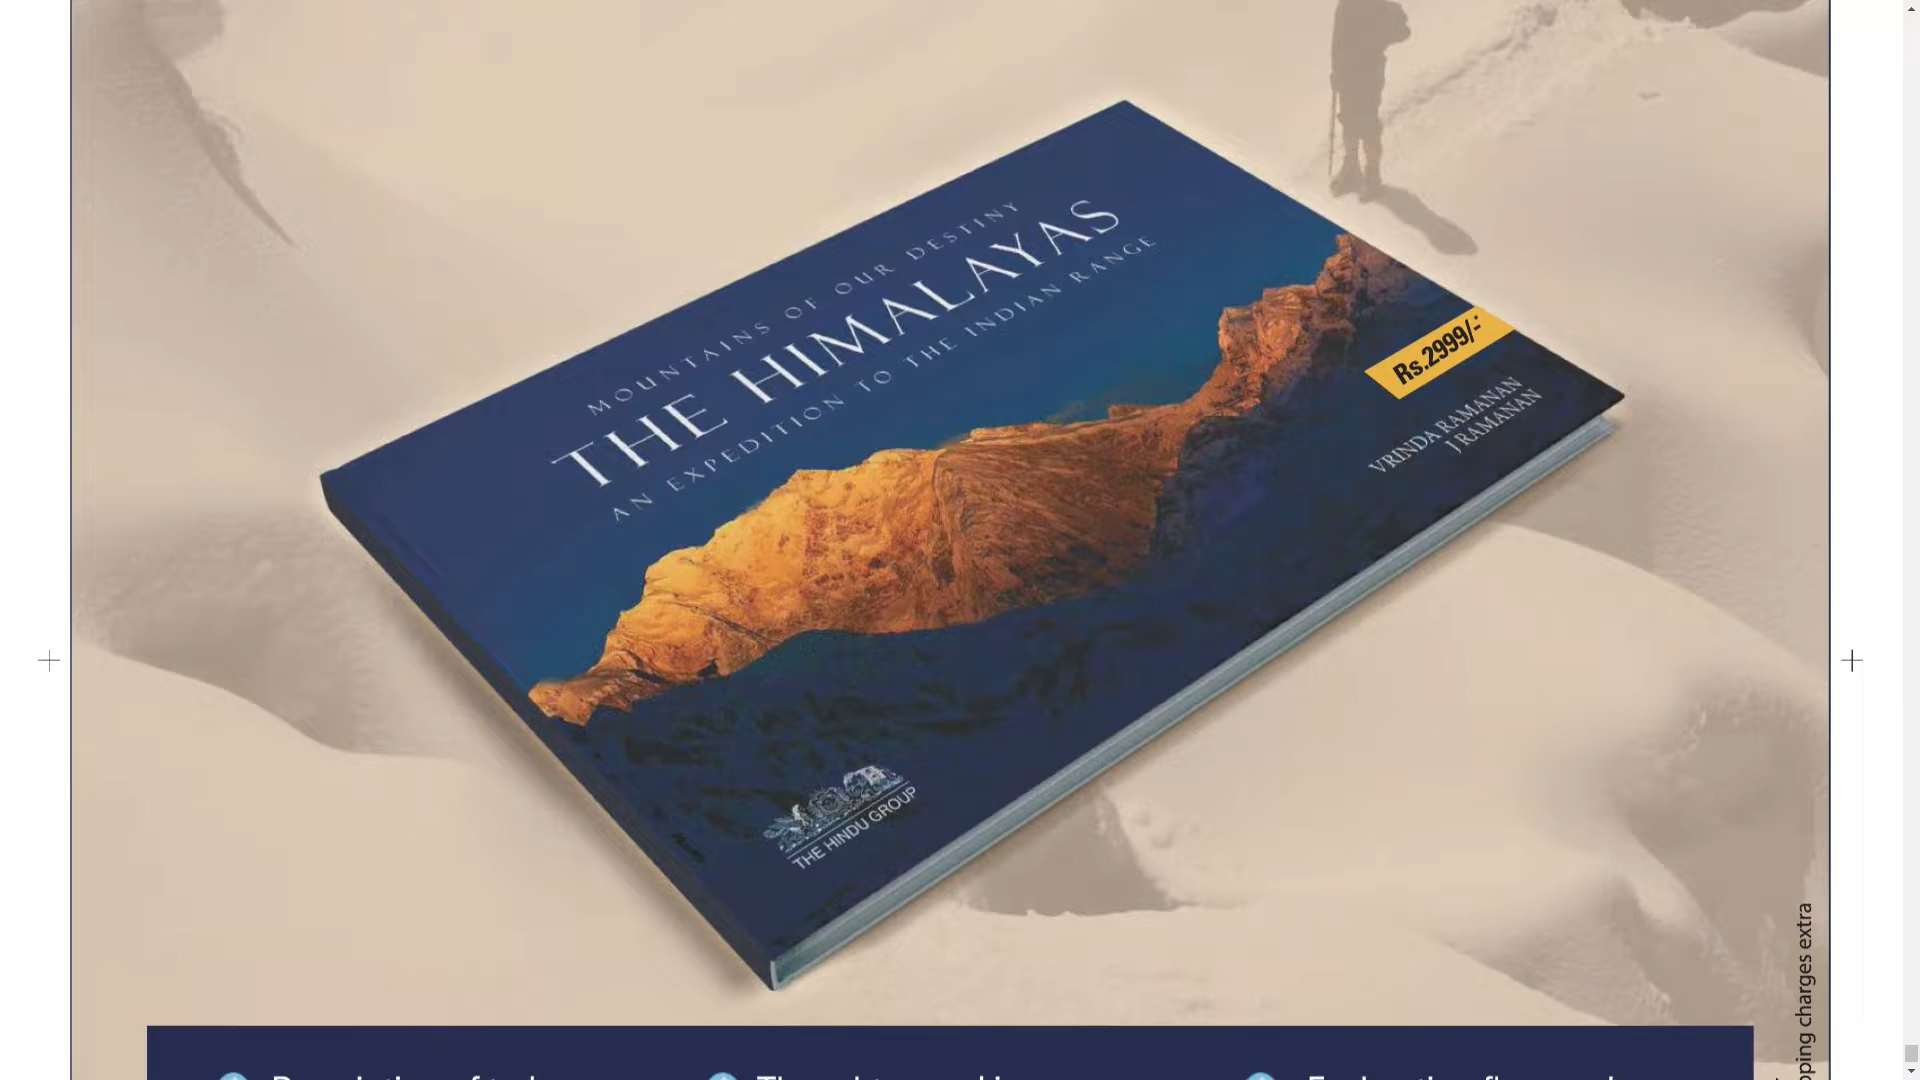 MOUNTAINS OF OUR DESTINY
THE HIMALAYAS
AN EXPEDITION TO THE INDIAN RANGE
Rs.2999/-
VRINDA RAMANAN
J RAMANAN
THE HINDU GROUP
charges extra